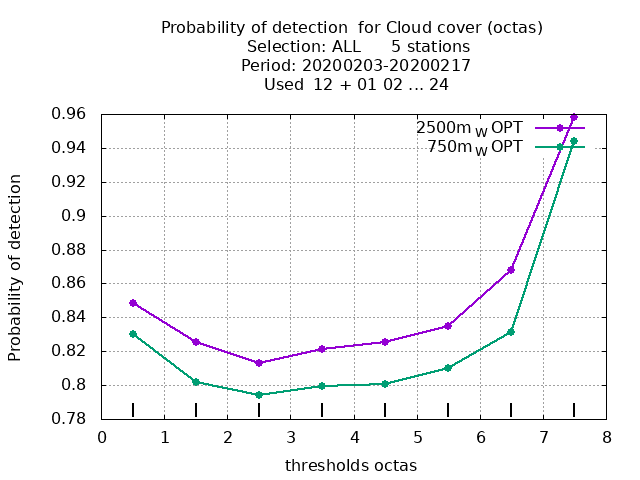 Probability of detection  for Cloud cover (octas)
Selection: ALL      5 stations
Period: 20200203-20200217
Used  12 + 01 02 ... 24
2500m W OPT
750m W OPT
0.96
0.94
0.92
0.9
0.88
0.86
0.84
0.82
0.8
0.78
Probability of detection
0 1 2 3 4 5 6 7 8
thresholds octas